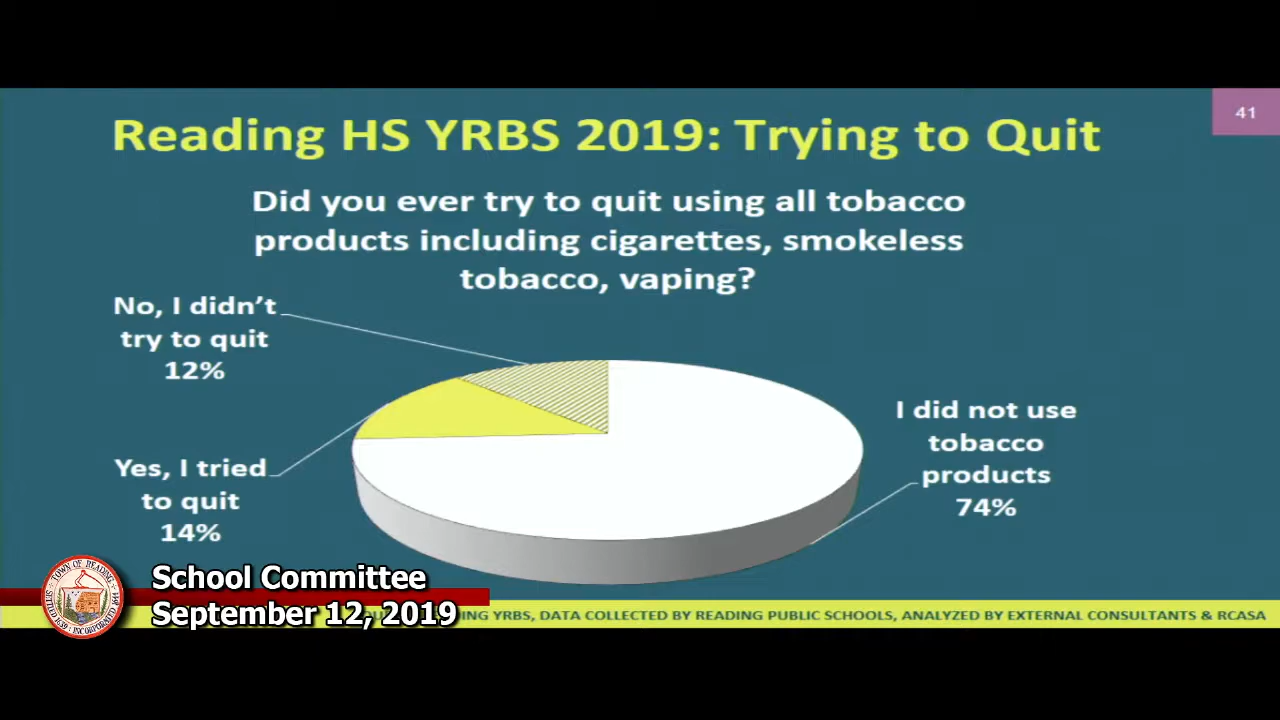 41
Reading HS YRBS 2019: Trying to Quit
Did you ever try to quit using all tobacco
products including cigarettes, smokeless
tobacco, vaping?
No, I didn't
try to quit
12%
I did not use
tobacco
products
74%
Yes, I tried
to quit
14%
TOWN OF READING
School Committee
September 12, 2019
YRBS, DATA COLLECTED BY READING PUBLIC SCHOOLS, ANALYZED BY EXTERNAL CONSULTANTS & RCASA